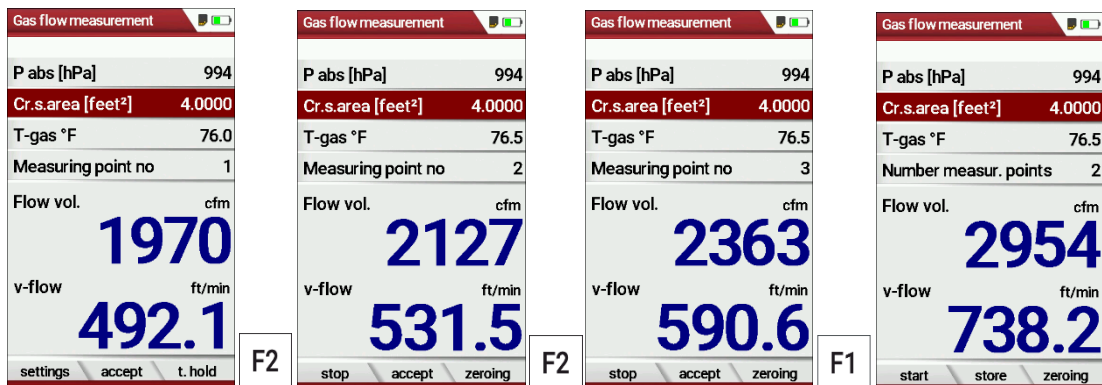 Gas flow measurement
P abs [hPa] 994
Cr.s.area [feet²] 4.0000
T-gas °F 76.0
Measuring point no 1
Flow vol. cfm
1970
v-flow ft/min
492.1
settings accept t. hold
F2
Gas flow measurement
P abs [hPa] 994
Cr.s.area [feet²] 4.0000
T-gas °F 76.5
Measuring point no 2
Flow vol. cfm
2127
v-flow ft/min
531.5
stop accept zeroing
F2
Gas flow measurement
P abs [hPa] 994
Cr.s.area [feet²] 4.0000
T-gas °F 76.5
Measuring point no 3
Flow vol. cfm
2363
v-flow ft/min
590.6
stop accept zeroing
F1
Gas flow measurement
P abs [hPa] 994
Cr.s.area [feet²] 4.0000
T-gas °F 76.5
Number measur. points 2
Flow vol. cfm
2954
v-flow ft/min
738.2
start store zeroing